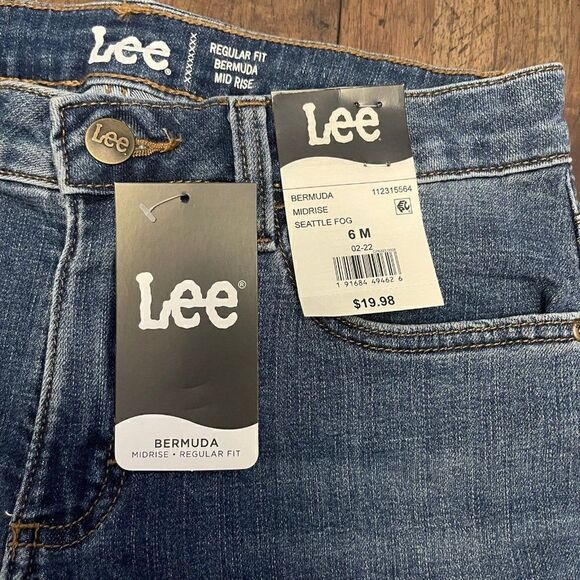 Lee®
XXXXXXXXX
REGULAR FIT
BERMUDA
MID RISE
Lee
Lee
BERMUDA 112315564
MIDRISE
SEATTLE FOG
6 M
02-22
1 91684 49462 6
$19.98
Lee®
BERMUDA
MIDRISE • REGULAR FIT